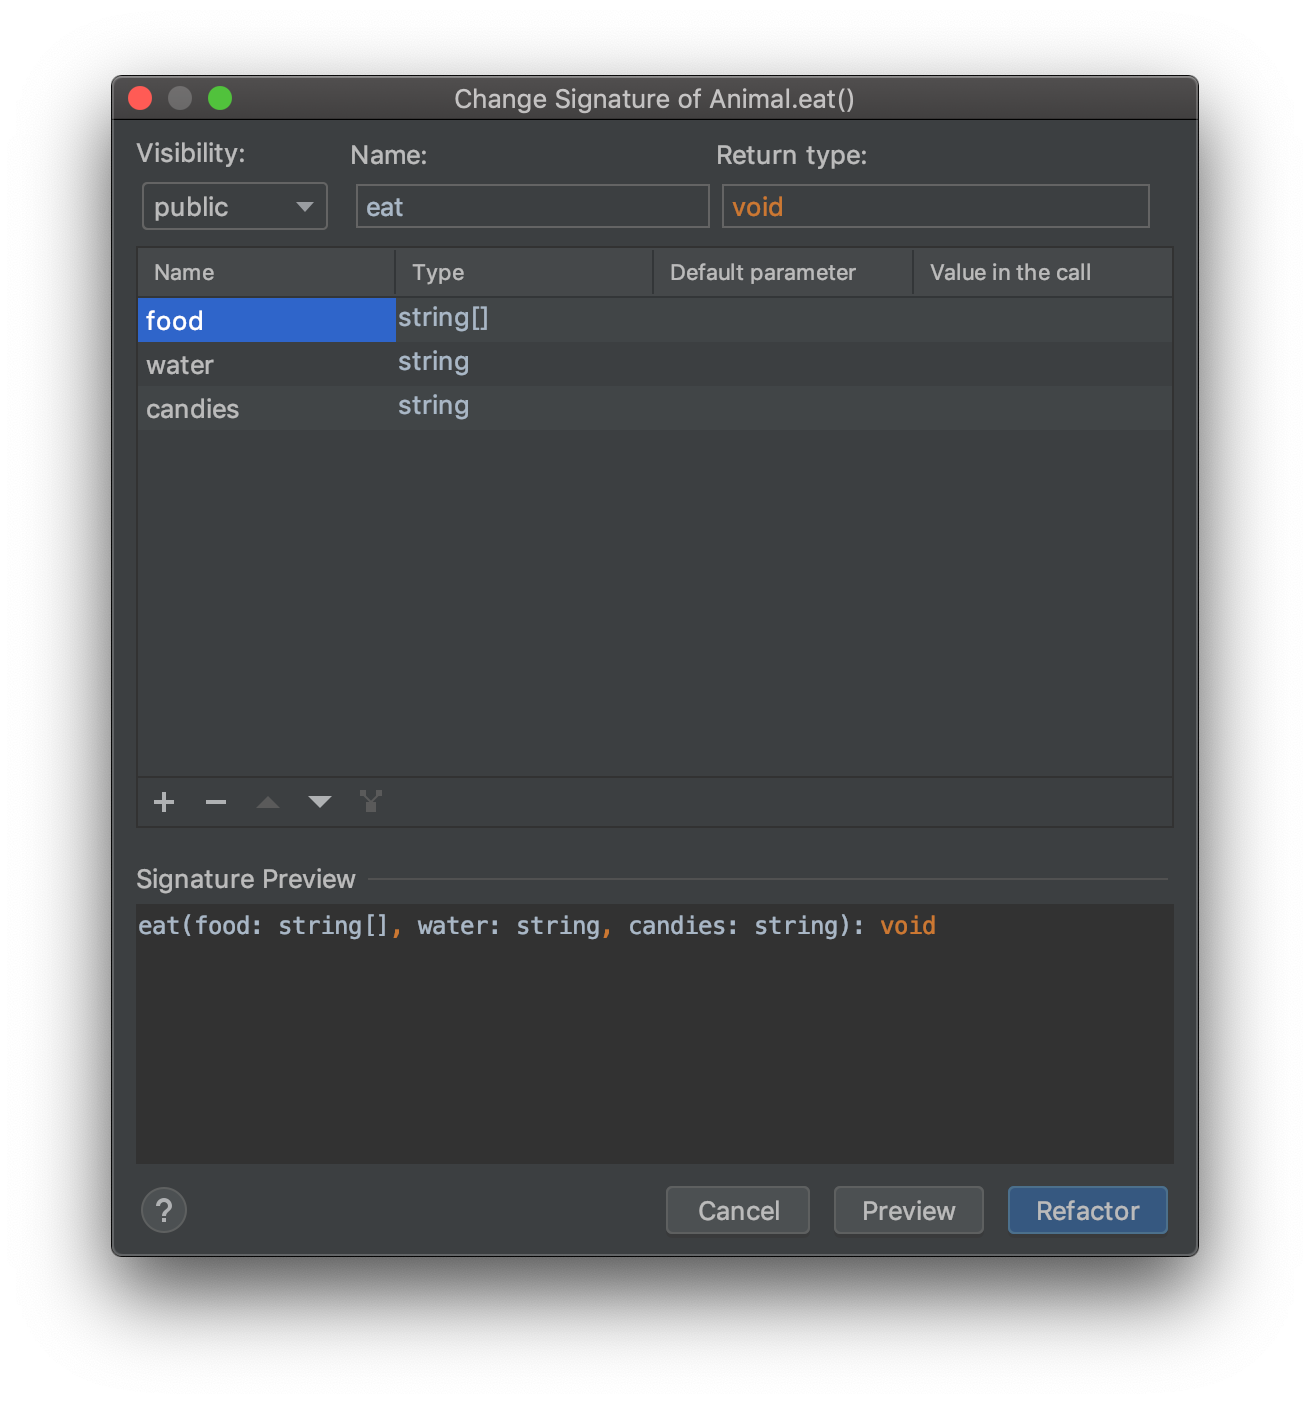 Change Signature of Animal.eat()
Visibility: Name: Return type:
public eat void
Name Type Default parameter Value in the call
food string[]
water string
candies string
Signature Preview
eat(food: string[], water: string, candies: string): void
? Cancel Preview Refactor